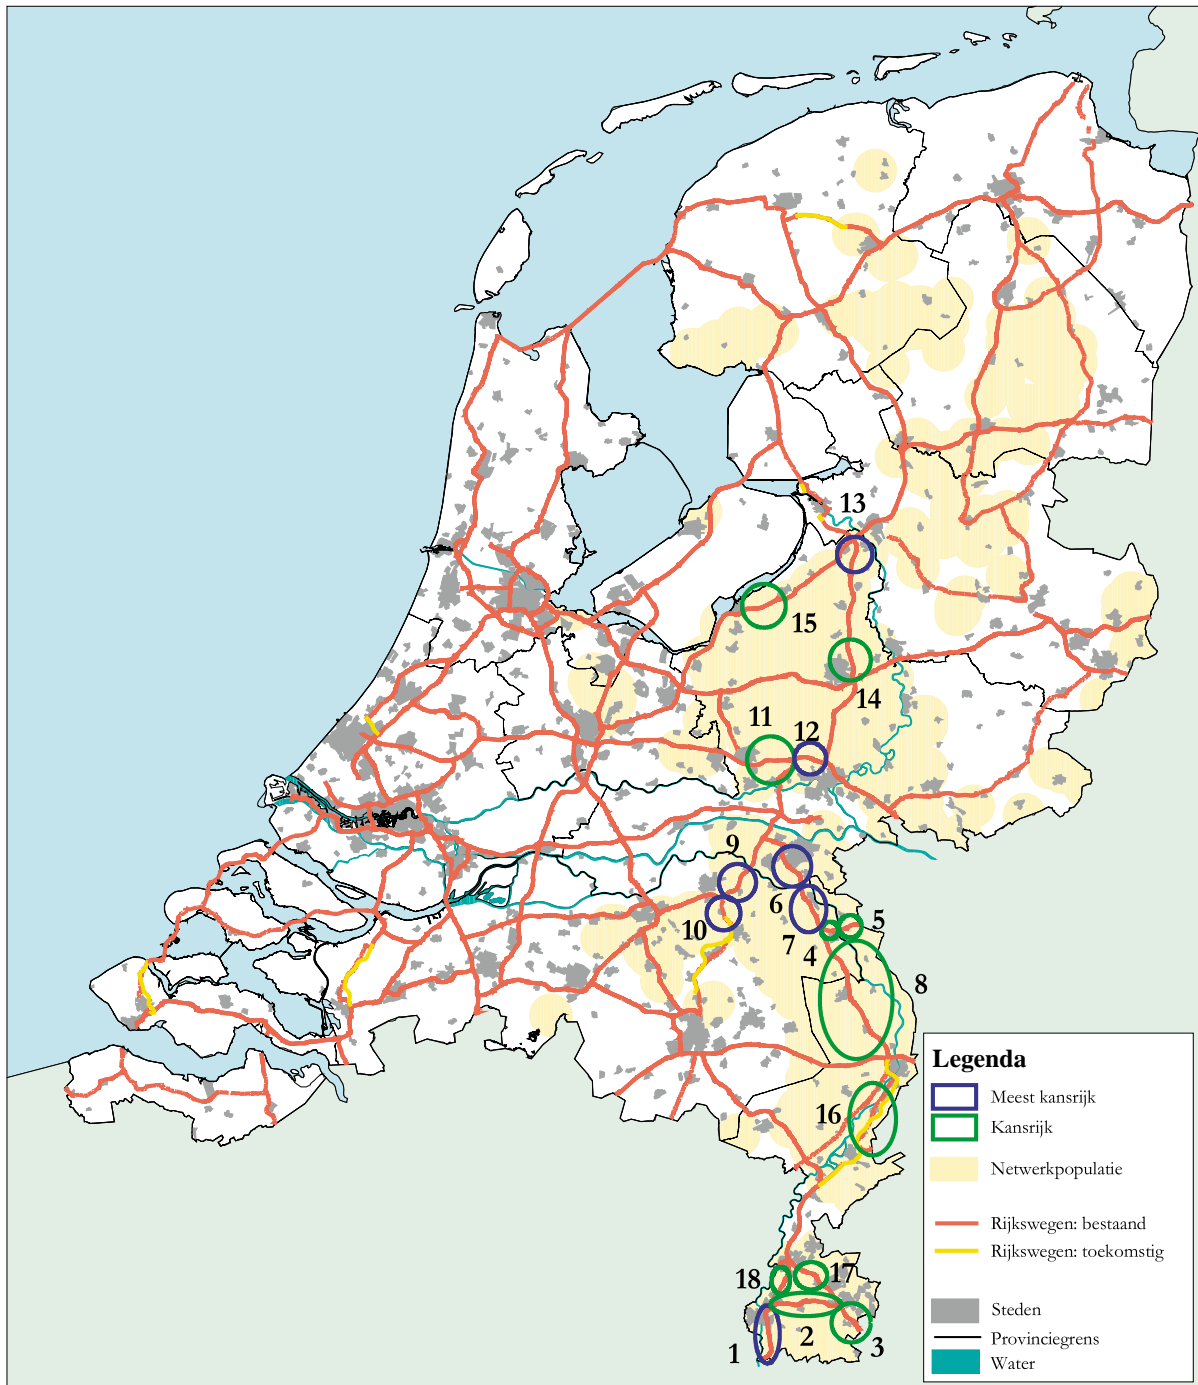 13
15
14
11
12
9
10
6
7
5
4
8
16
18
17
1
2
3
Legenda
Meest kansrijk
Kansrijk
Netwerkpopulatie
Rijkswegen: bestaand
Rijkswegen: toekomstig
Steden
Provinciegrens
Water